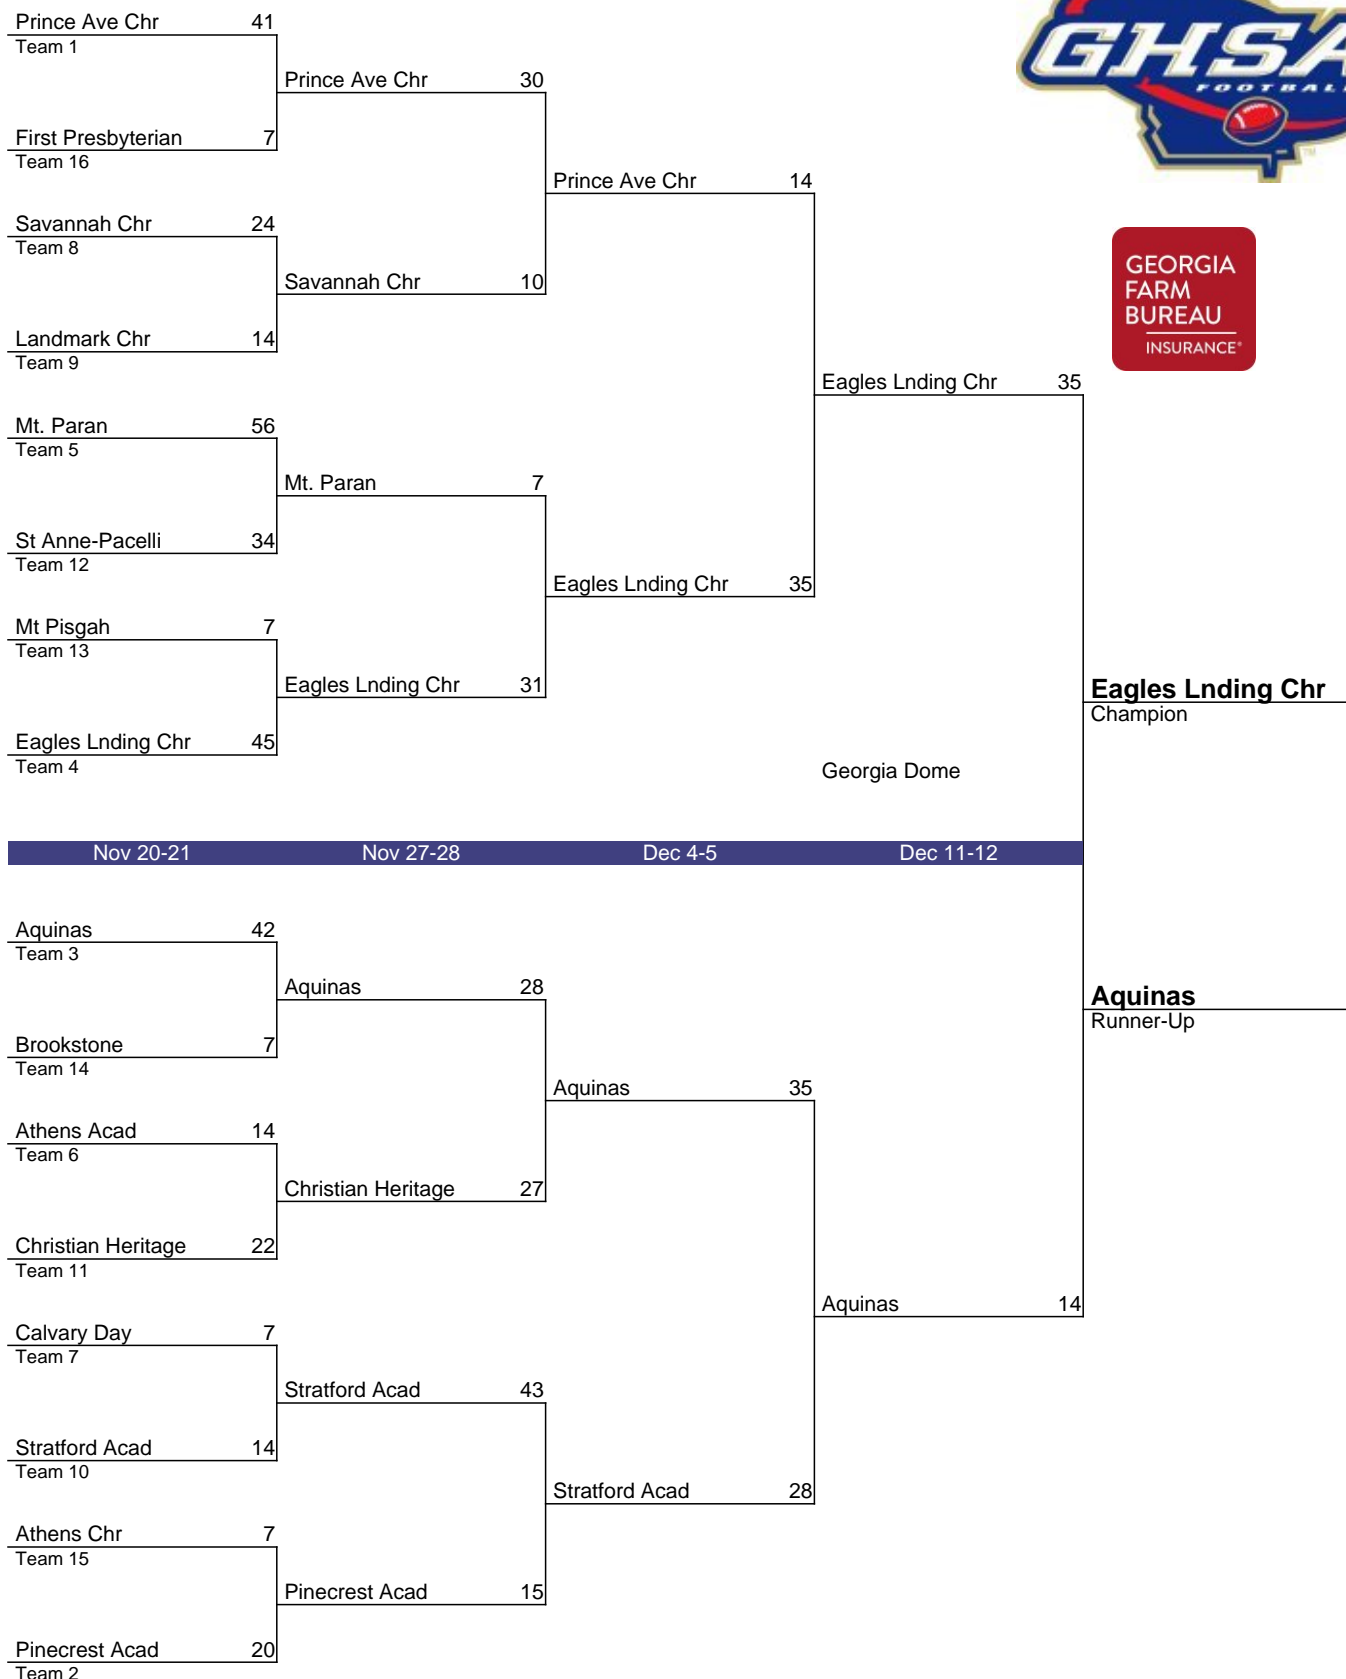 Prince Ave Chr 41
Team 1
Prince Ave Chr 30
First Presbyterian 7
Team 16
Prince Ave Chr 14
Savannah Chr 24
Team 8
Savannah Chr 10
Landmark Chr 14
Team 9
Eagles Lnding Chr 35
Mt. Paran 56
Team 5
Mt. Paran 7
St Anne-Pacelli 34
Team 12
Eagles Lnding Chr 35
Mt Pisgah 7
Team 13
Eagles Lnding Chr 31
Eagles Lnding Chr
Champion
Eagles Lnding Chr 45
Team 4
Georgia Dome
GHSA
FOOTBALL
TM
GEORGIA
FARM
BUREAU
INSURANCE®
Nov 20-21 Nov 27-28 Dec 4-5 Dec 11-12
Aquinas 42
Team 3
Aquinas 28
Aquinas
Runner-Up
Brookstone 7
Team 14
Aquinas 35
Athens Acad 14
Team 6
Christian Heritage 27
Christian Heritage 22
Team 11
Aquinas 14
Calvary Day 7
Team 7
Stratford Acad 43
Stratford Acad 14
Team 10
Stratford Acad 28
Athens Chr 7
Team 15
Pinecrest Acad 15
Pinecrest Acad 20
Team 2